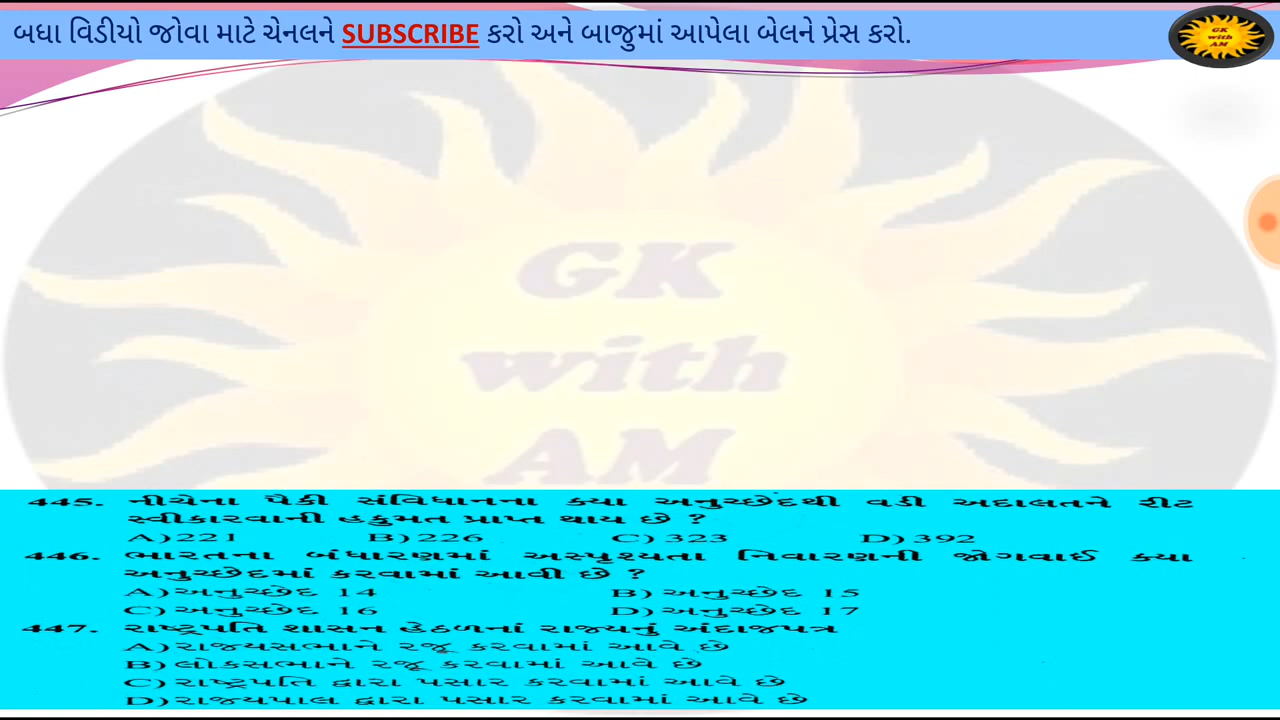 બધા વિડીયો જોવા માટે ચેનલને SUBSCRIBE કરો અને બાજુમાં આપેલા બેલને પ્રેસ કરો.
GK
with
AM
GK
with
AM
445. નીચેના પૈકી સંવિધાનના ક્યા અનુચ્છેદથી વડી અદાલતને રીટ
સ્વીકારવાની હકુમત પ્રાપ્ત થાય છે ?
A) 221 B) 226 C) 323 D) 392
446. ભારતના બંધારણમાં અસ્પૃશ્યતા નિવારણની જોગવાઈ ક્યા
અનુચ્છેદમાં કરવામાં આવી છે ?
A) અનુચ્છેદ 14 B) અનુચ્છેદ 15
C) અનુચ્છેદ 16 D) અનુચ્છેદ 17
447. રાષ્ટ્રપતિ શાસન હેઠળનાં રાજ્યનું અંદાજપત્ર
A) રાજ્યસભાને રજૂ કરવામાં આવે છે
B) લોકસભાને રજૂ કરવામાં આવે છે
C) રાષ્ટ્રપતિ દ્વારા પસાર કરવામાં આવે છે
D) રાજ્યપાલ દ્વારા પસાર કરવામાં આવે છે